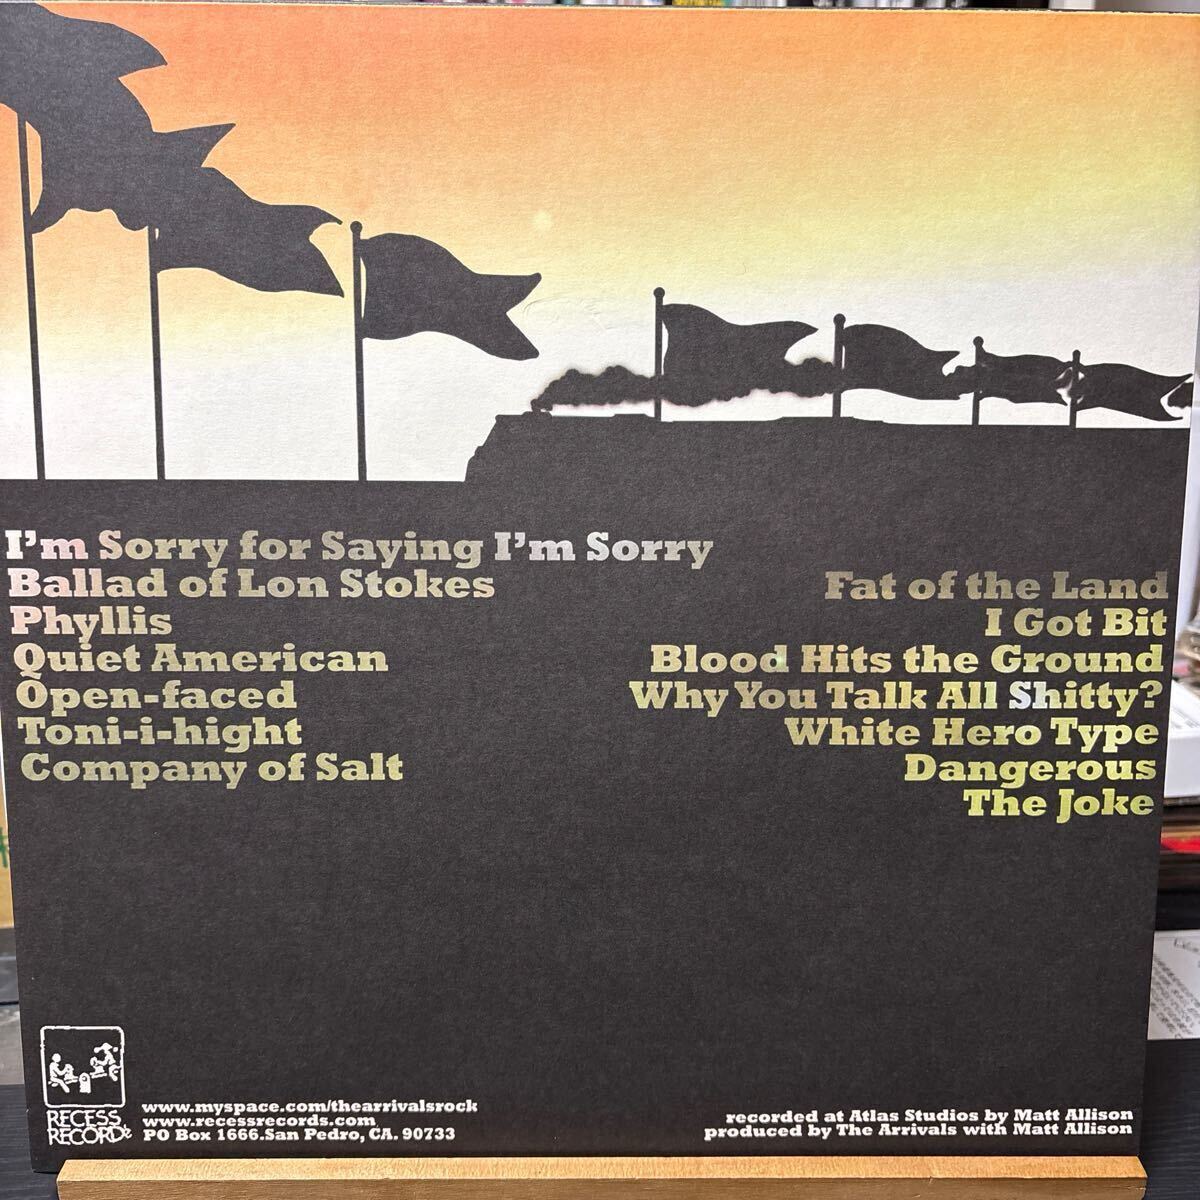 I'm Sorry for Saying I'm Sorry
Ballad of Lon Stokes
Phyllis
Quiet American
Open-faced
Toni-i-hight
Company of Salt
Fat of the Land
I Got Bit
Blood Hits the Ground
Why You Talk All Shitty?
White Hero Type
Dangerous
The Joke
RECESS
RECORDS
www.myspace.com/thearrivalsrock
www.recessrecords.com
PO Box 1666.San Pedro, CA. 90733
recorded at Atlas Studios by Matt Allison
produced by The Arrivals with Matt Allison